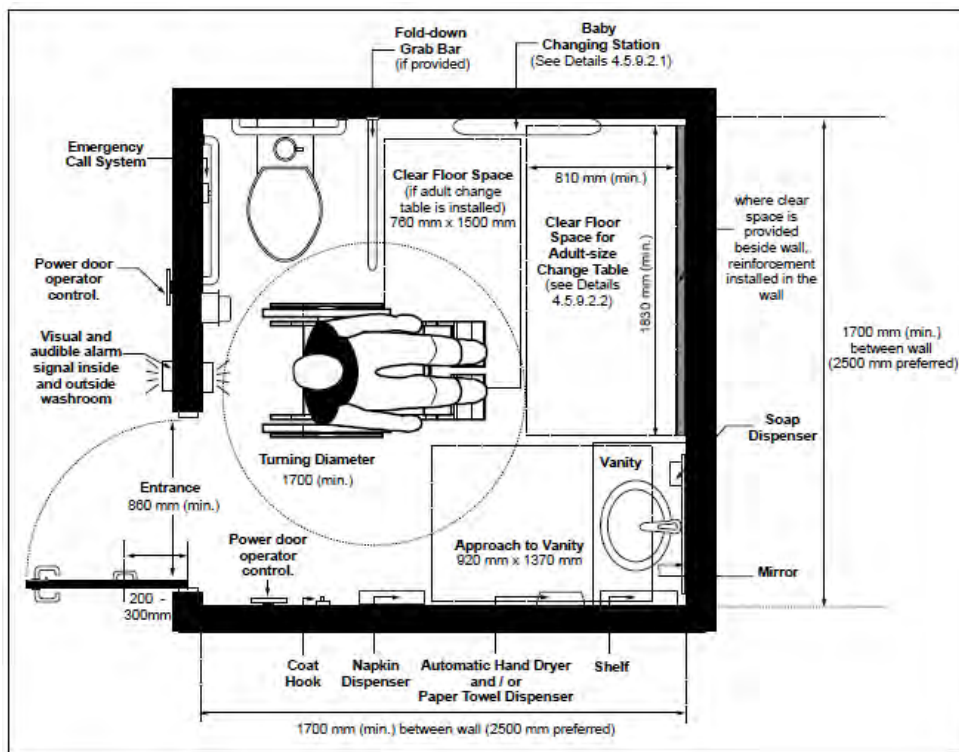 Fold-down
Grab Bar
(if provided)
Baby
Changing Station
(See Details 4.5.9.2.1)
Emergency
Call System
Clear Floor Space
(if adult change
table is installed)
760 mm x 1500 mm
810 mm (min.)
Clear Floor
Space for
Adult-size
Change Table
(see Details
4.5.9.2.2)
1830 mm (min.)
where clear
space is
provided
beside wall,
reinforcement
installed in the
wall
Power door
operator
control.
Visual and
audible alarm
signal inside
and outside
washroom
1700 mm (min.)
between wall
(2500 mm preferred)
Soap
Dispenser
Turning Diameter
1700 (min.)
Vanity
Entrance
860 mm (min.)
Power door
operator
control.
Approach to Vanity
920 mm x 1370 mm
Mirror
200 -
300mm
Coat
Hook
Napkin
Dispenser
Automatic Hand Dryer
and / or
Paper Towel Dispenser
Shelf
1700 mm (min.) between wall (2500 mm preferred)